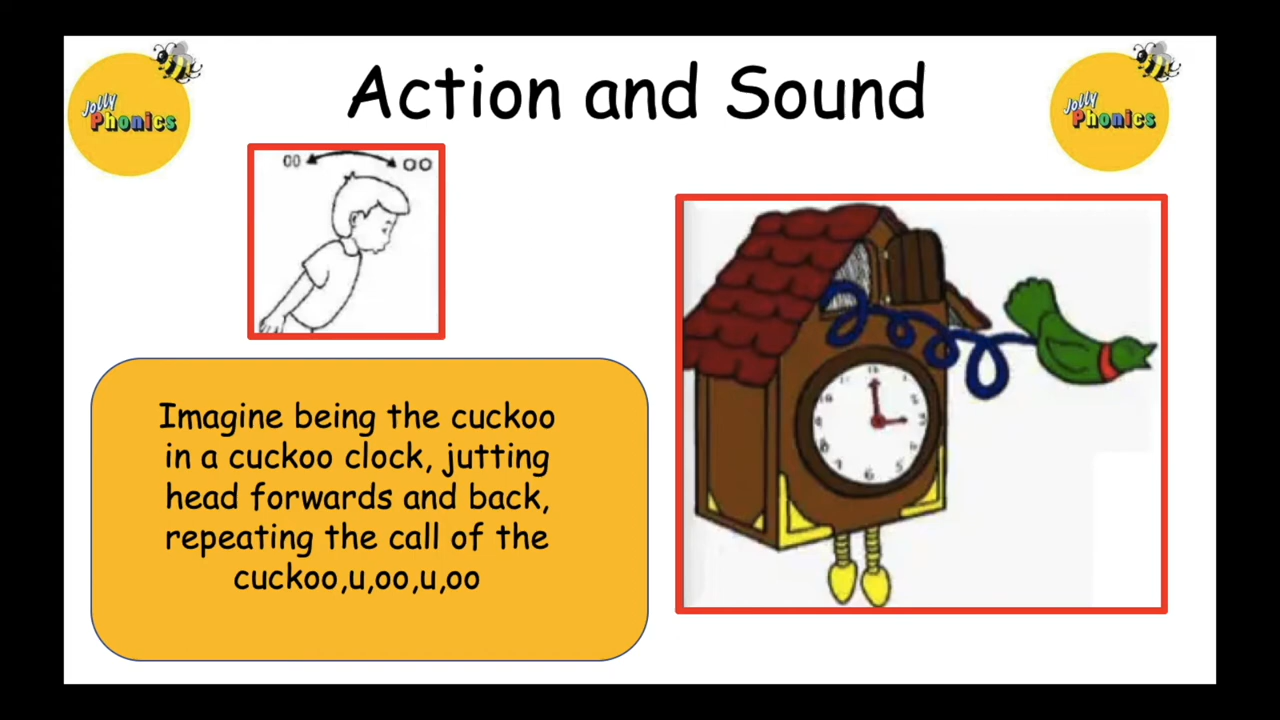 Jolly
Phonics
Action and Sound
Jolly
Phonics
oo oo
Imagine being the cuckoo
in a cuckoo clock, jutting
head forwards and back,
repeating the call of the
cuckoo,u,oo,u,oo